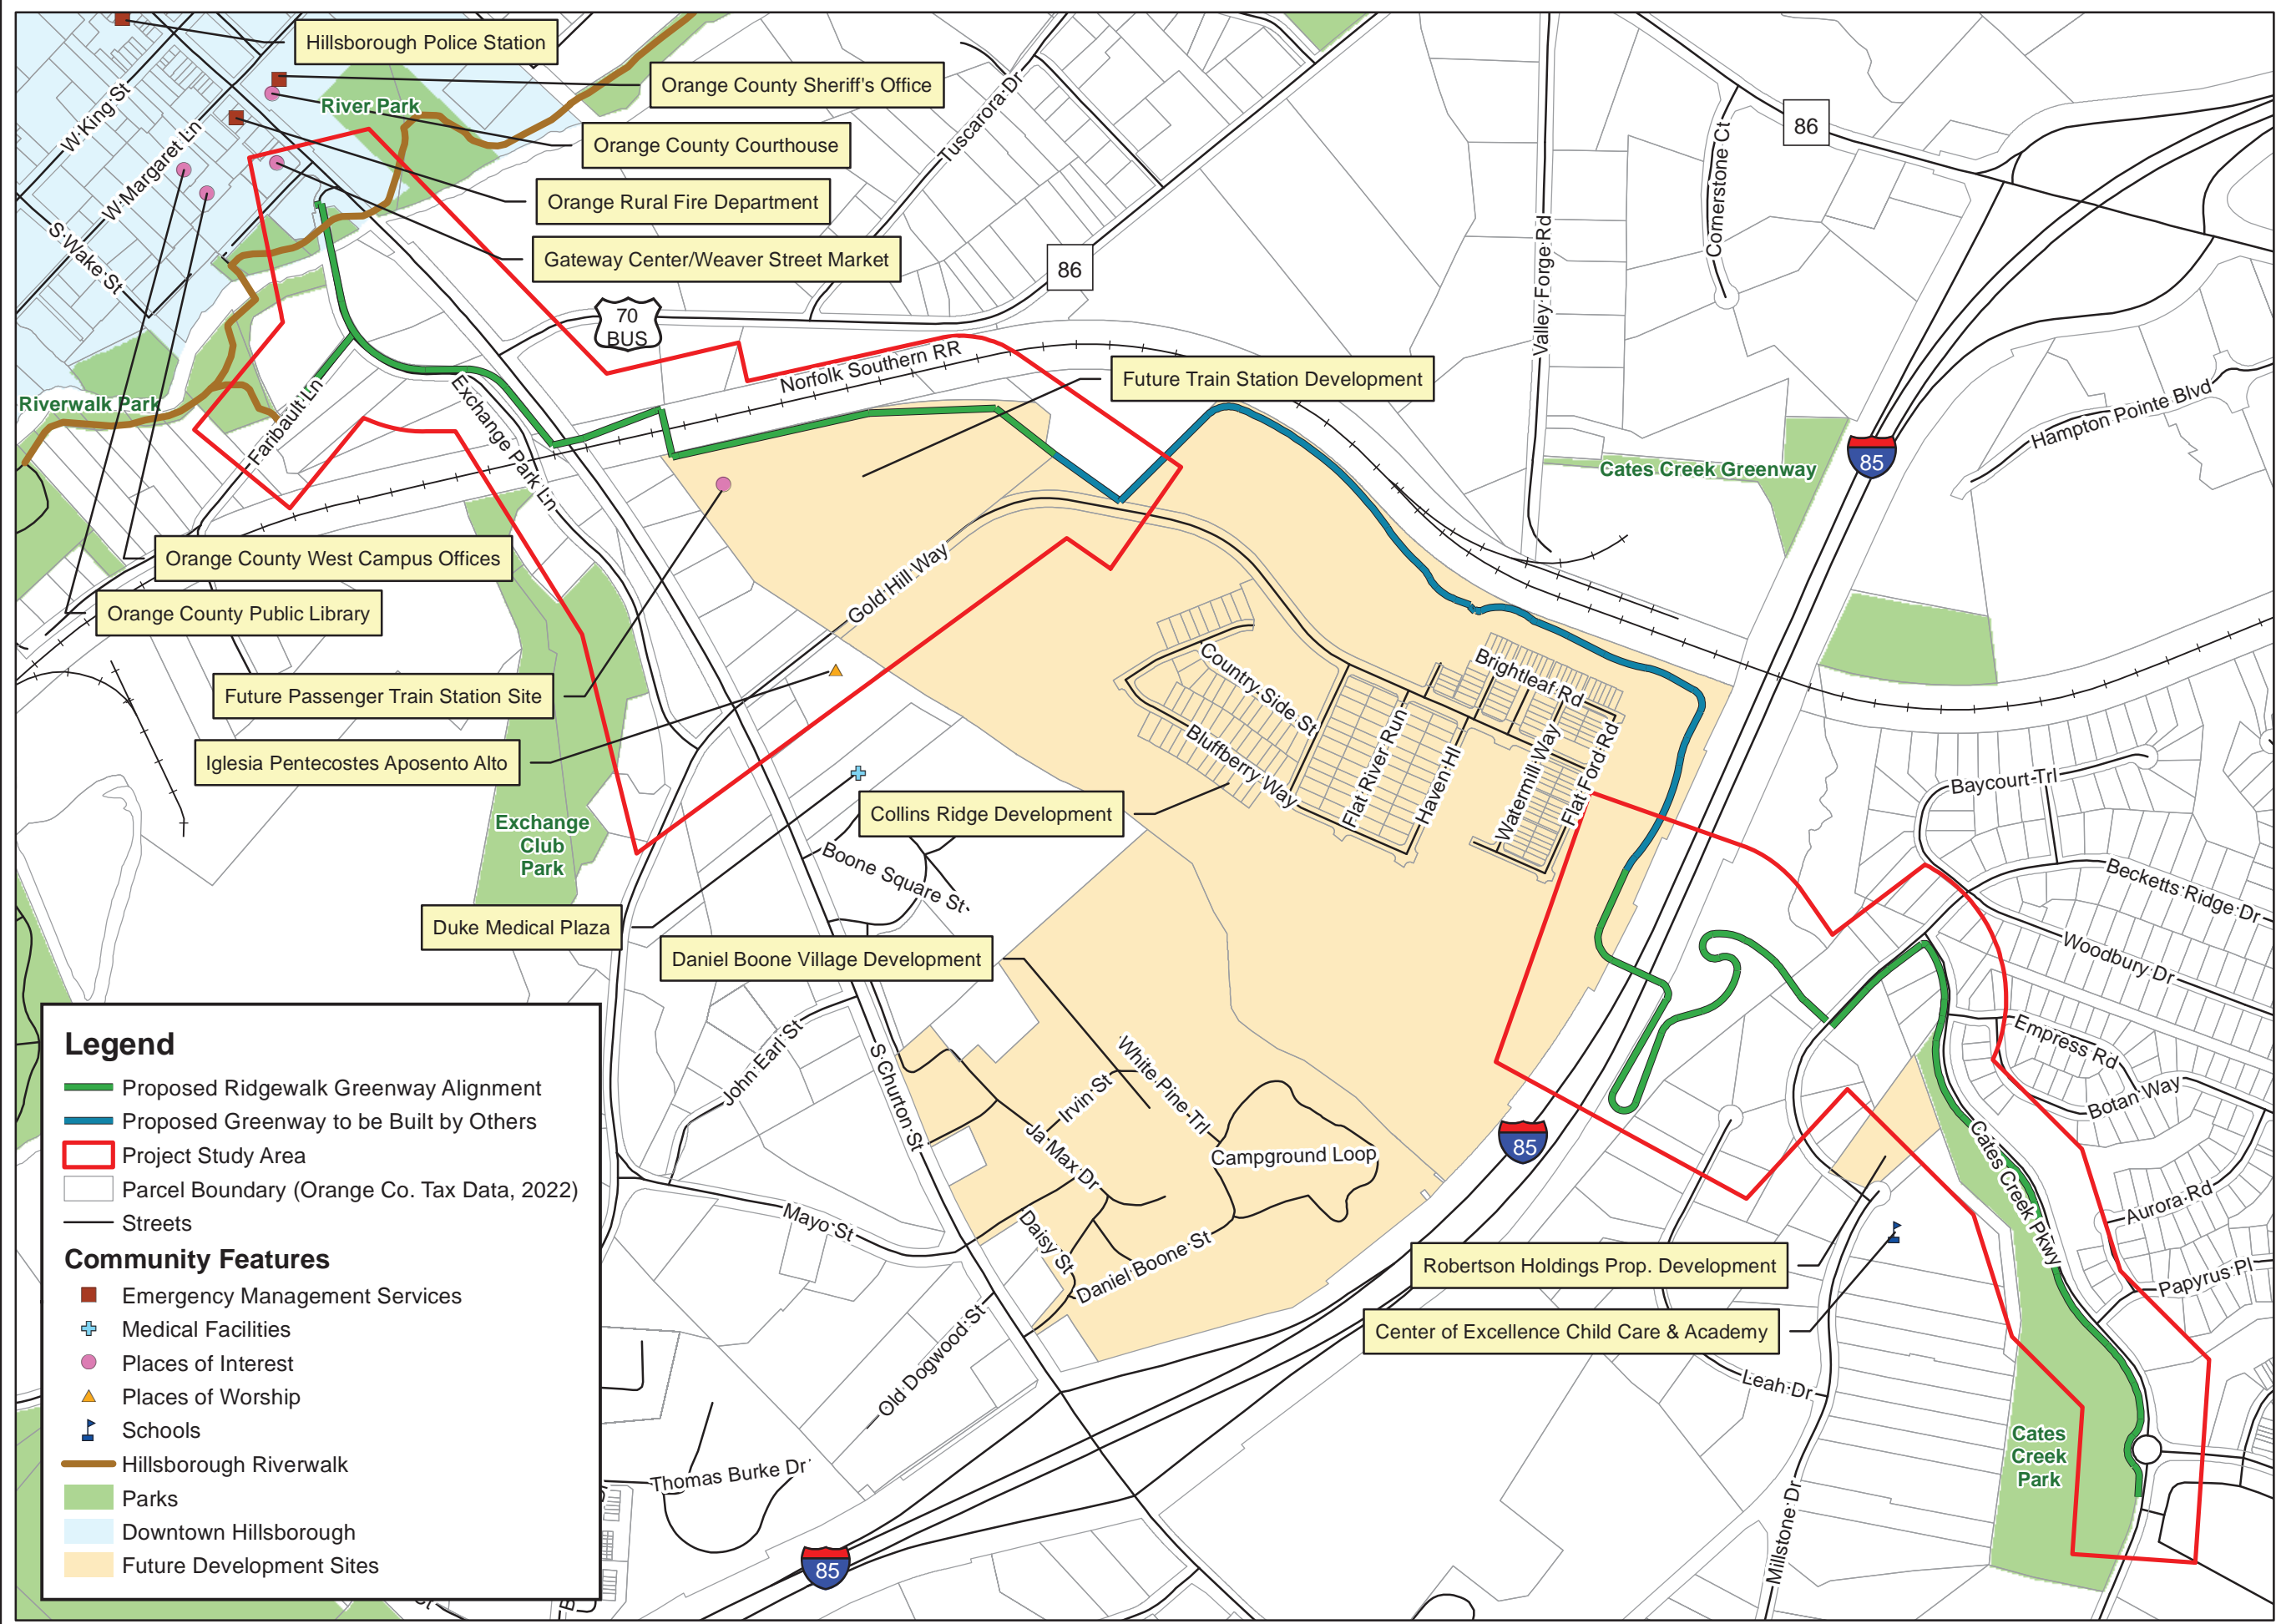 Hillsborough Police Station
Orange County Sheriff's Office
River Park
W King St
Orange County Courthouse
W Margaret Ln
Tuscarora Dr
Cornerstone Ct
86
Orange Rural Fire Department
S Wake St
Gateway Center/Weaver Street Market
86
Valley Forge Rd
70
BUS
Norfolk Southern RR
Future Train Station Development
Riverwalk Park
Faribault Ln
Exchange Park Ln
Hampton Pointe Blvd
Cates Creek Greenway
85
Orange County West Campus Offices
Gold Hill Way
Orange County Public Library
Future Passenger Train Station Site
Country Side St
Brightleaf Rd
Iglesia Pentecostes Aposento Alto
Bluffberry Way
Flat River Run
Haven Hl
Watermill Way
Flat Ford Rd
Baycourt Trl
Collins Ridge Development
Exchange
Club
Park
Boone Square St
Becketts Ridge Dr
Duke Medical Plaza
Daniel Boone Village Development
Woodbury Dr
Empress Rd
Botan Way
John Earl St
S Churton St
White Pine Trl
Irvin St
Ja Max Dr
Campground Loop
85
Cates Creek Pkwy
Aurora Rd
Mayo St
Daisy St
Daniel Boone St
Robertson Holdings Prop. Development
Papyrus Pl
Center of Excellence Child Care & Academy
Old Dogwood St
Leah Dr
Cates
Creek
Park
Thomas Burke Dr
Millstone Dr
85
Legend
Proposed Ridgewalk Greenway Alignment
Proposed Greenway to be Built by Others
Project Study Area
Parcel Boundary (Orange Co. Tax Data, 2022)
Streets
Community Features
Emergency Management Services
Medical Facilities
Places of Interest
Places of Worship
Schools
Hillsborough Riverwalk
Parks
Downtown Hillsborough
Future Development Sites